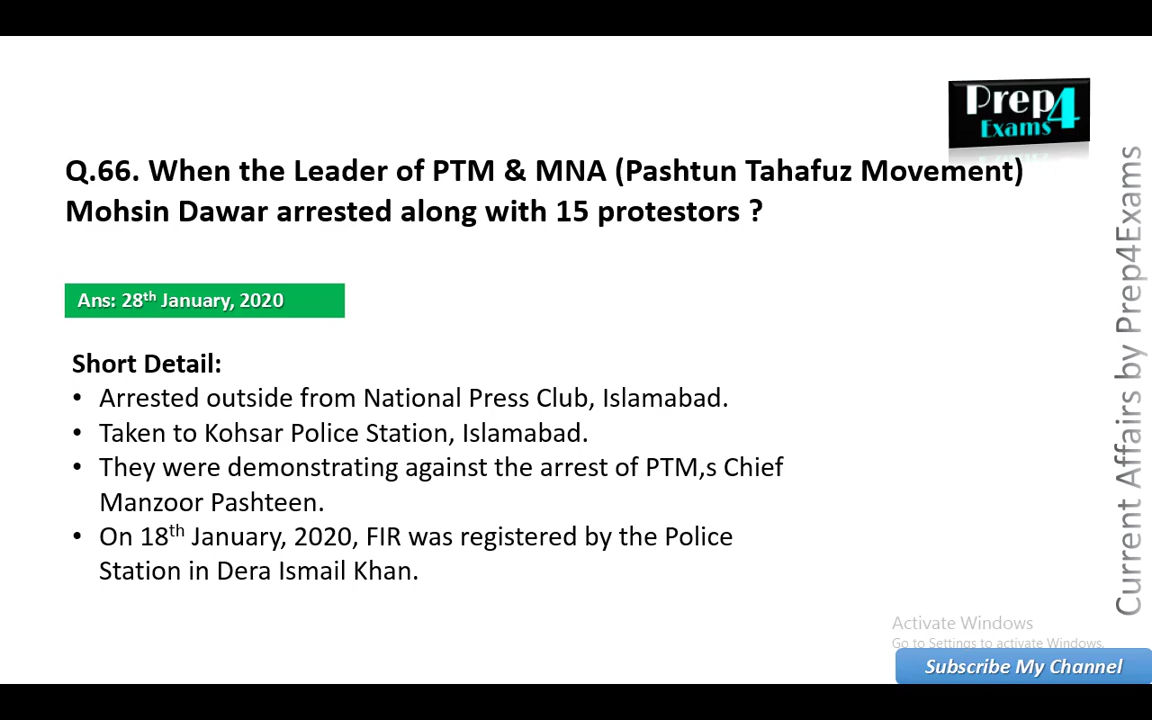 Prep4
Exams
Q.66. When the Leader of PTM & MNA (Pashtun Tahafuz Movement)
Mohsin Dawar arrested along with 15 protestors ?
Ans: 28th January, 2020
Short Detail:
• Arrested outside from National Press Club, Islamabad.
• Taken to Kohsar Police Station, Islamabad.
• They were demonstrating against the arrest of PTM,s Chief
Manzoor Pashteen.
• On 18th January, 2020, FIR was registered by the Police
Station in Dera Ismail Khan.
Current Affairs by Prep4Exams
Activate Windows
Go to Settings to activate Windows.
Subscribe My Channel